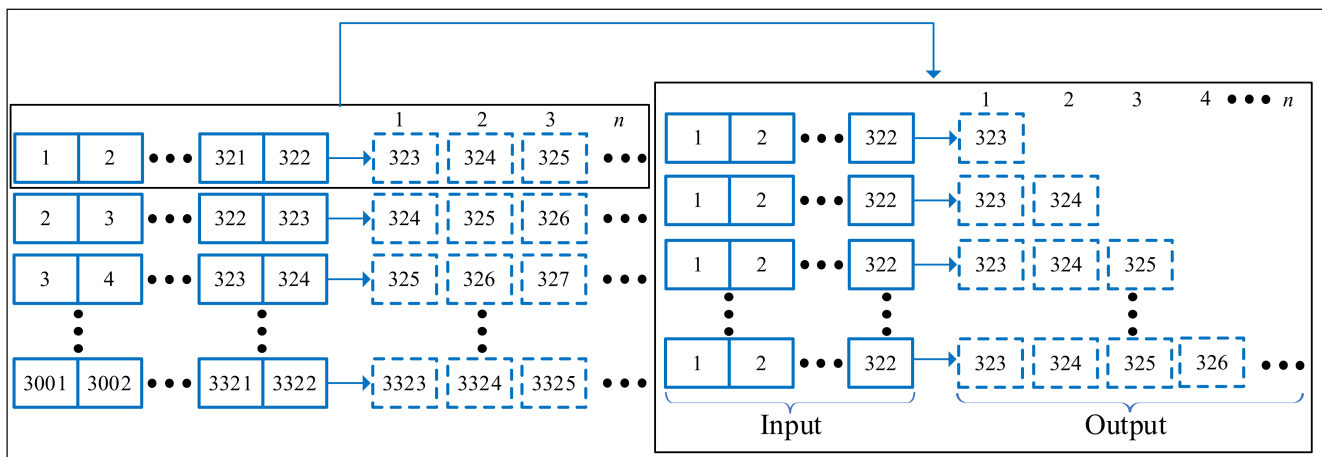 1 2 3 n
1 2 ••• 321 322 323 324 325 •••
2 3 ••• 322 323 324 325 326 •••
3 4 ••• 323 324 325 326 327 •••
3001 3002 ••• 3321 3322 3323 3324 3325 •••
1 2 3 4 •••• n
1 2 ••• 322 323
1 2 ••• 322 323 324
1 2 ••• 322 323 324 325
1 2 ••• 322 323 324 325 326 •••
Input Output